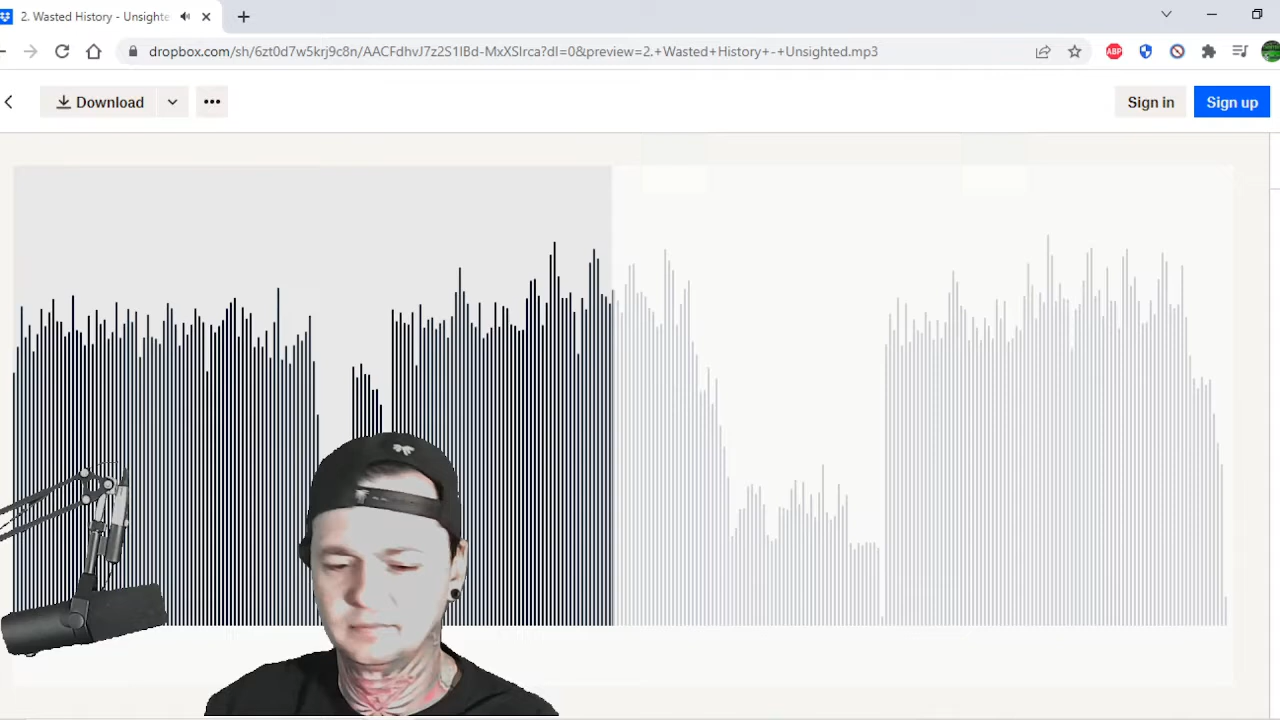 2. Wasted History - Unsighte
dropbox.com/sh/6zt0d7w5krj9c8n/AACFdhvJ7z2S1IBd-MxXSIrca?dl=0&preview=2.+Wasted+History+-+Unsighted.mp3
ABP
Download
Sign in
Sign up